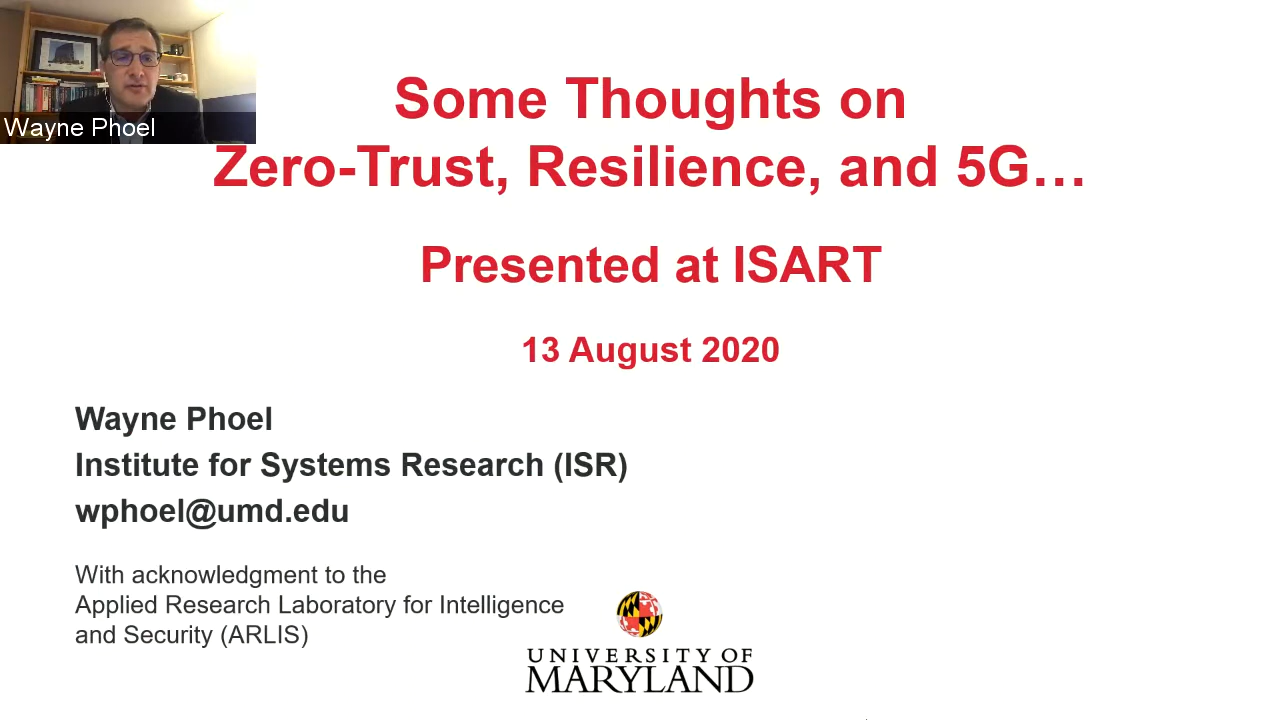 Wayne Phoel
Some Thoughts on
Zero-Trust, Resilience, and 5G…
Presented at ISART
13 August 2020
Wayne Phoel
Institute for Systems Research (ISR)
wphoel@umd.edu
With acknowledgment to the
Applied Research Laboratory for Intelligence
and Security (ARLIS)
UNIVERSITY OF
MARYLAND